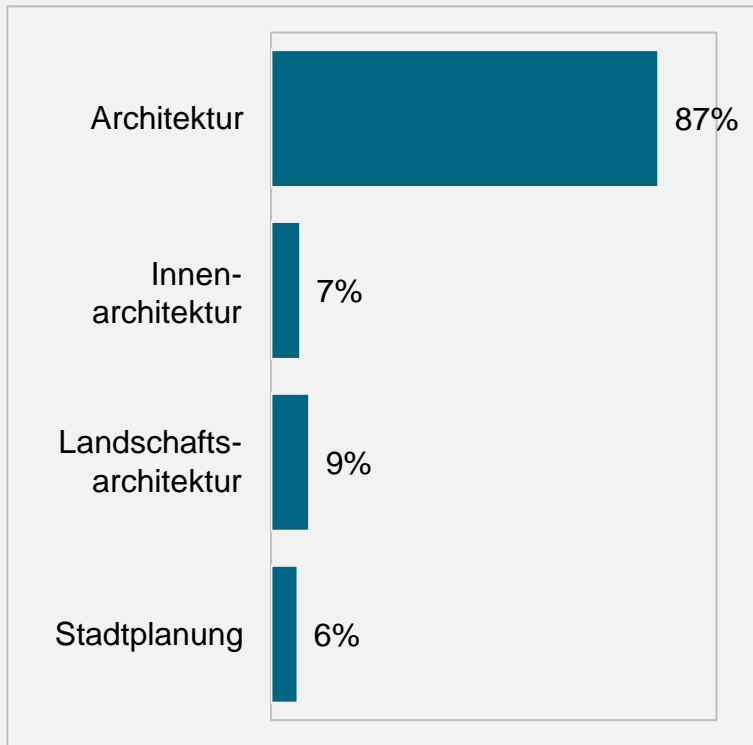 Architektur
87%
Innen-
architektur
7%
Landschafts-
architektur
9%
Stadtplanung
6%